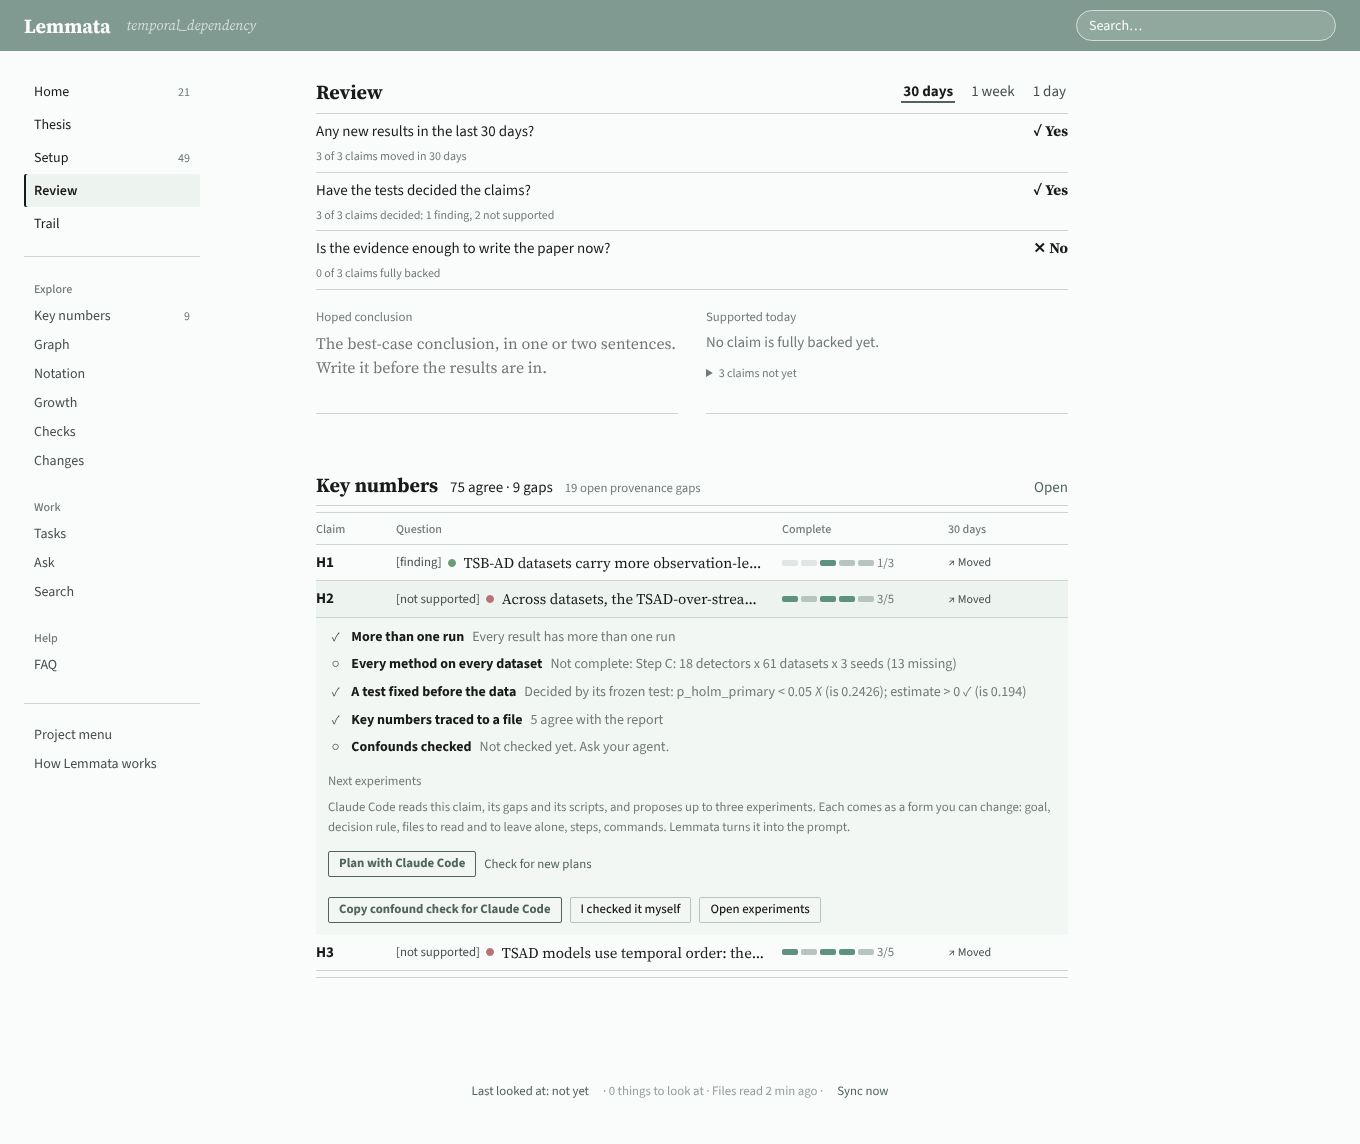 Lemmata temporal_dependency Search…
Home 21
Thesis
Setup 49
Review
Trail
Explore
Key numbers 9
Graph
Notation
Growth
Checks
Changes
Work
Tasks
Ask
Search
Help
FAQ
Project menu
How Lemmata works
Review 30 days 1 week 1 day
Any new results in the last 30 days? ✓ Yes
3 of 3 claims moved in 30 days
Have the tests decided the claims? ✓ Yes
3 of 3 claims decided: 1 finding, 2 not supported
Is the evidence enough to write the paper now? ✕ No
0 of 3 claims fully backed
Hoped conclusion
The best-case conclusion, in one or two sentences.
Write it before the results are in.
Supported today
No claim is fully backed yet.
▶ 3 claims not yet
Key numbers 75 agree · 9 gaps 19 open provenance gaps Open
Claim Question Complete 30 days
H1 [finding] TSB-AD datasets carry more observation-le… 1/3 ↗ Moved
H2 [not supported] Across datasets, the TSAD-over-strea… 3/5 ↗ Moved
✓ More than one run Every result has more than one run
○ Every method on every dataset Not complete: Step C: 18 detectors x 61 datasets x 3 seeds (13 missing)
✓ A test fixed before the data Decided by its frozen test: p_holm_primary < 0.05 ✗ (is 0.2426); estimate > 0 ✓ (is 0.194)
✓ Key numbers traced to a file 5 agree with the report
○ Confounds checked Not checked yet. Ask your agent.
Next experiments
Claude Code reads this claim, its gaps and its scripts, and proposes up to three experiments. Each comes as a form you can change: goal,
decision rule, files to read and to leave alone, steps, commands. Lemmata turns it into the prompt.
Plan with Claude Code Check for new plans
Copy confound check for Claude Code I checked it myself Open experiments
H3 [not supported] TSAD models use temporal order: the… 3/5 ↗ Moved
Last looked at: not yet · 0 things to look at · Files read 2 min ago · Sync now